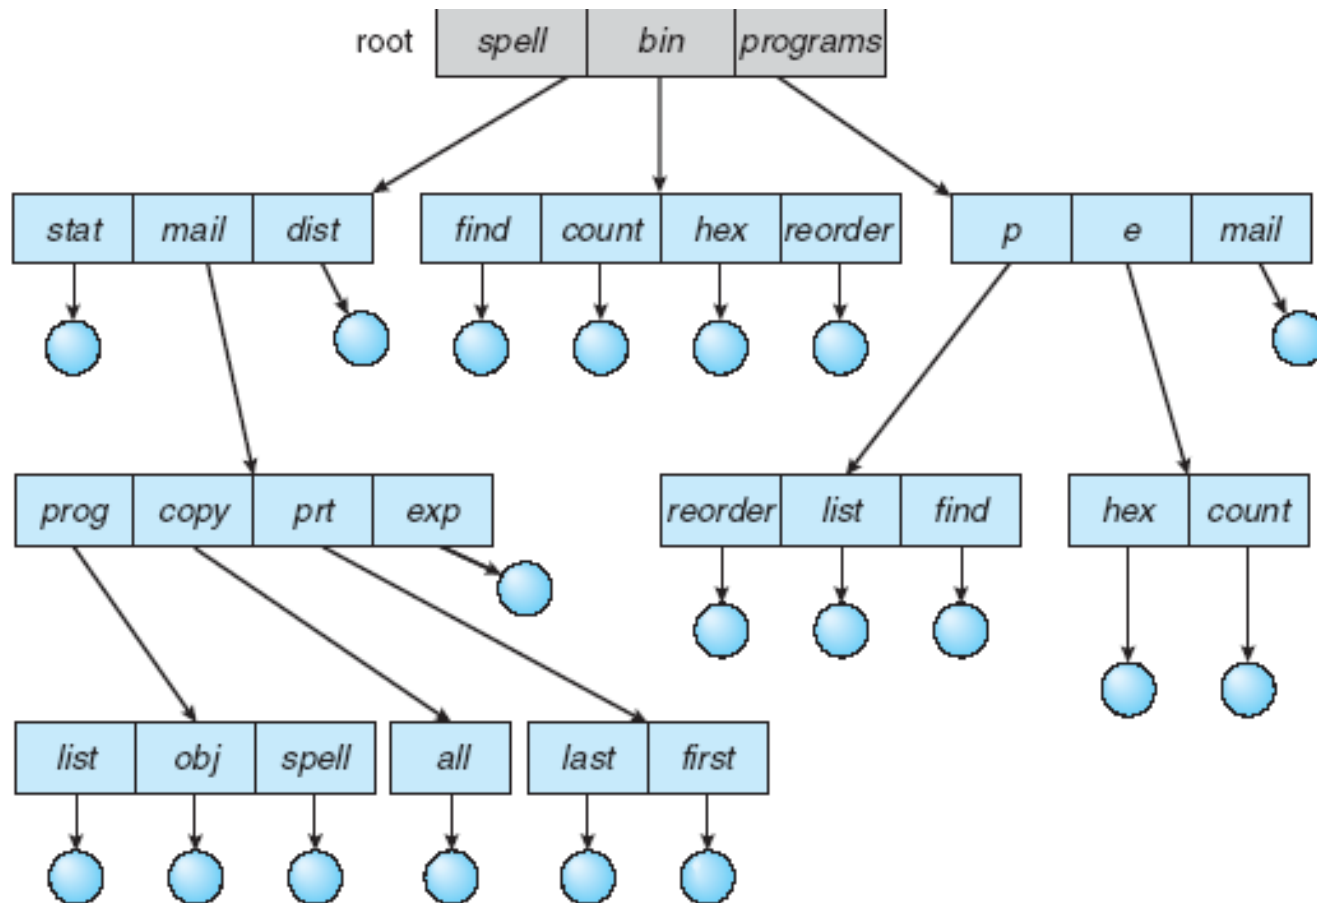 root spell bin programs
stat mail dist find count hex reorder p e mail
prog copy prt exp reorder list find hex count
list obj spell all last first